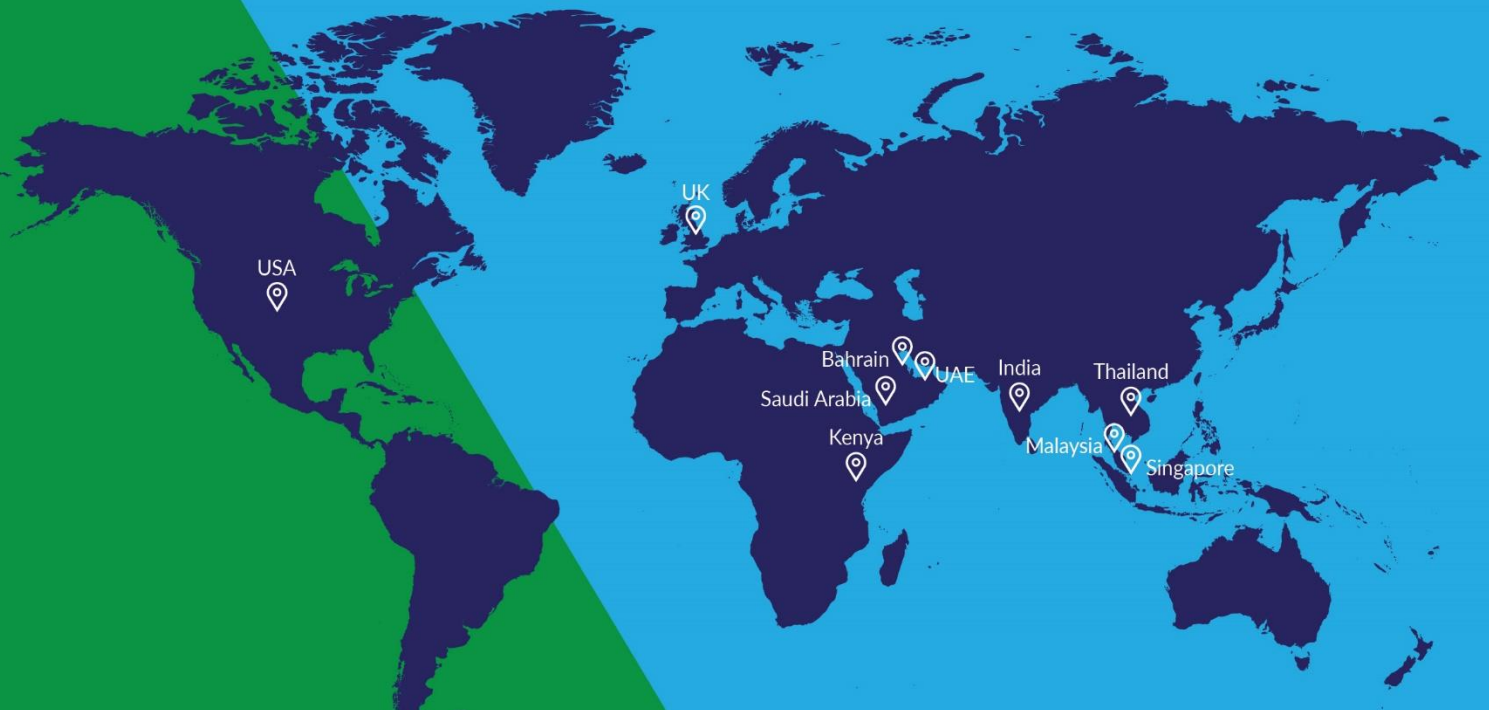 UK
USA
Bahrain
UAE
India
Thailand
Saudi Arabia
Kenya
Malaysia
Singapore